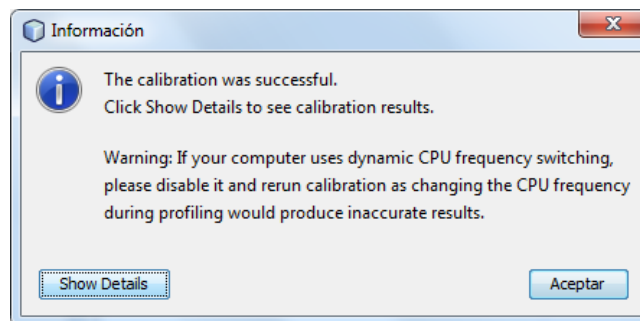 Información
The calibration was successful.
Click Show Details to see calibration results.
Warning: If your computer uses dynamic CPU frequency switching,
please disable it and rerun calibration as changing the CPU frequency
during profiling would produce inaccurate results.
Show Details
Aceptar